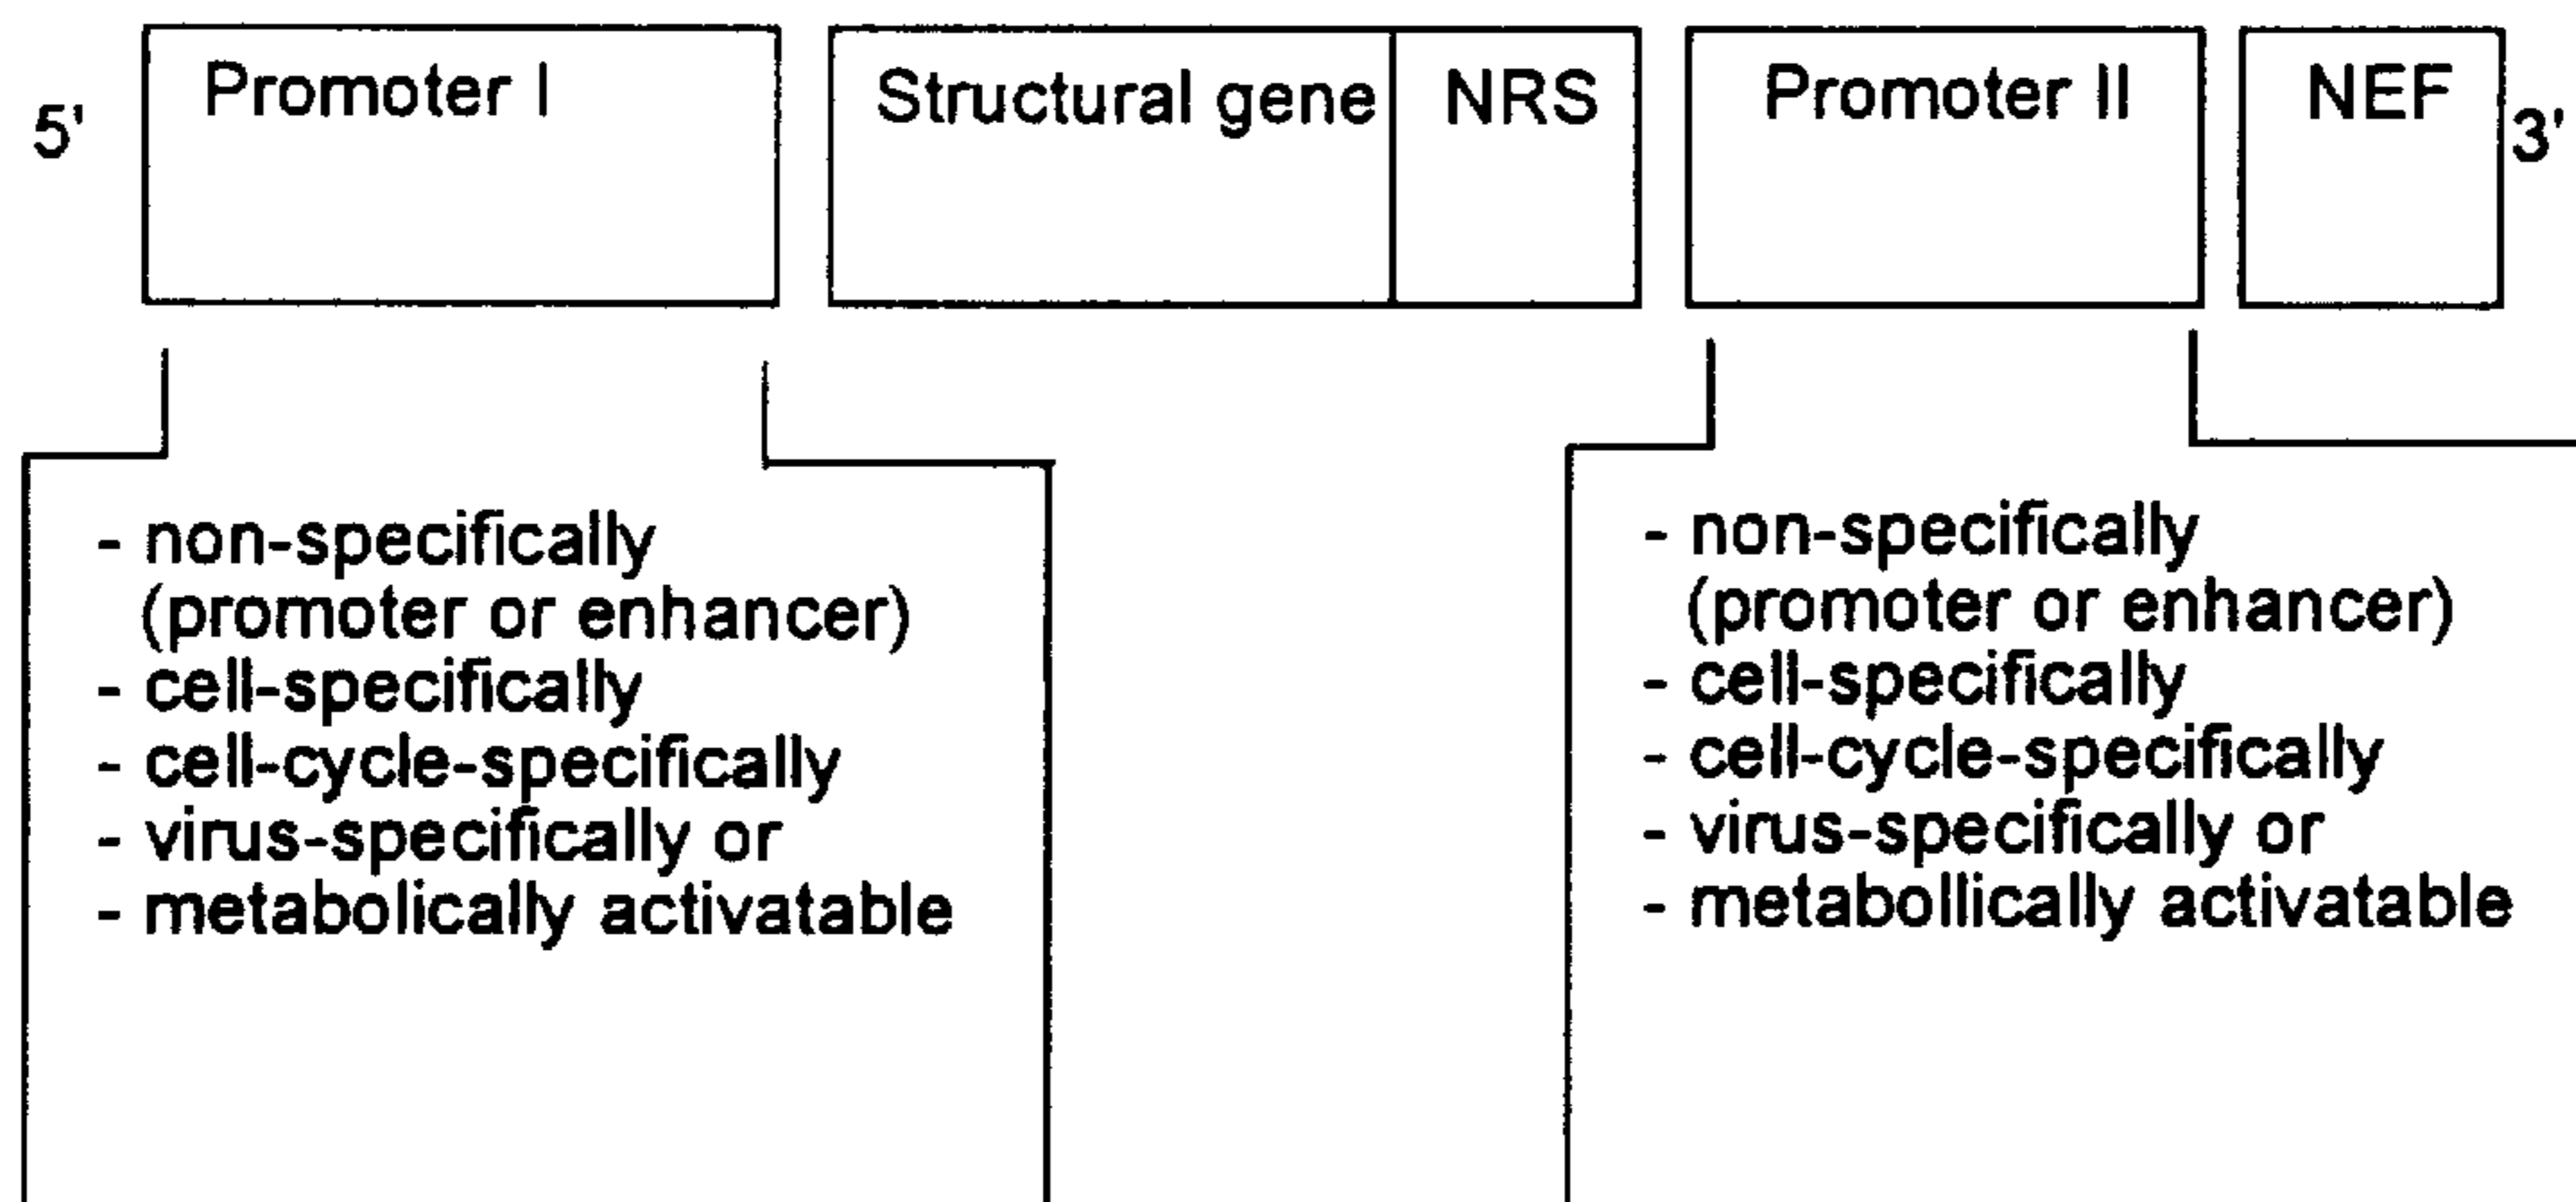 5' Promoter I Structural gene NRS Promoter II NEF 3'
- non-specifically
(promoter or enhancer)
- cell-specifically
- cell-cycle-specifically
- virus-specifically or
- metabolically activatable
- non-specifically
(promoter or enhancer)
- cell-specifically
- cell-cycle-specifically
- virus-specifically or
- metabollically activatable